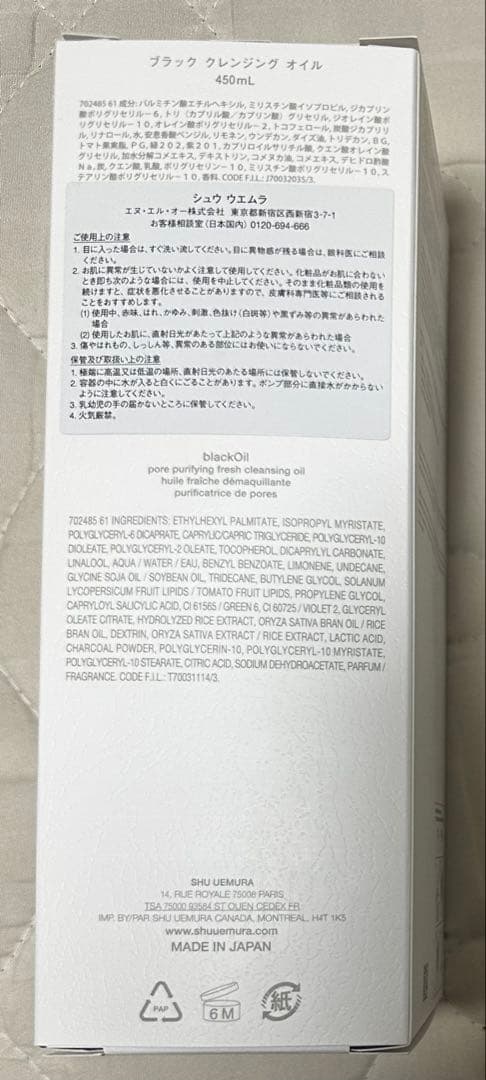 ブラック クレンジング オイル
450mL
702485 61 成分: パルミチン酸エチルヘキシル, ミリスチン酸イソプロピル, ジカプリン
酸ポリグリセリル-6, トリ (カプリル酸／カプリン酸) グリセリル, ジオレイン酸ポ
リグリセリル-10, オレイン酸ポリグリセリル-2, トコフェロール, 炭酸ジカプリリ
ル, リナロール, 水, 安息香酸ベンジル, リモネン, ウンデカン, ダイズ油, トリデカン, BG,
トマト果実脂, PG, 緑202, 紫201, カプリロイルサリチル酸, クエン酸オレイン酸
グリセリル, 加水分解コメエキス, デキストリン, コメヌカ油, コメエキス, デヒドロ酢酸
Na, 炭, クエン酸, 乳酸, ポリグリセリン-10, ミリスチン酸ポリグリセリル-10, ス
テアリン酸ポリグリセリル-10, 香料. CODE F.I.L.: J7003203S/3.
シュウ ウエムラ
エヌ・エル・オー株式会社 東京都新宿区西新宿3-7-1
お客様相談室(日本国内) 0120-694-666
ご使用上の注意
1. 目に入った場合は、すぐ洗い流してください。目に異物感が残る場合は、眼科医にご相談
ください。
2. お肌に異常が生じていないかよく注意して使用してください。化粧品がお肌に合わない
とき即ち次のような場合には、使用を中止してください。そのまま化粧品類の使用を
続けますと、症状を悪化させることがありますので、皮膚科専門医等にご相談される
ことをおすすめします。
(1) 使用中、赤味、はれ、かゆみ、刺激、色抜け(白斑等)や黒ずみ等の異常があらわれた
場合
(2) 使用したお肌に、直射日光があたって上記のような異常があらわれた場合
3. 傷やはれもの、しっしん等、異常のある部位にはお使いにならないでください。
保管及び取扱い上の注意
1. 極端に高温又は低温の場所、直射日光のあたる場所には保管しないでください。
2. 容器の中に水が入ると白くにごることがあります。ポンプ部分に直接水がかからない
ように注意してください。
3. 乳幼児の手の届かないところに保管してください。
4. 火気厳禁。
blackOil
pore purifying fresh cleansing oil
huile fraîche démaquillante
purificatrice de pores
702485 61 INGREDIENTS: ETHYLHEXYL PALMITATE, ISOPROPYL MYRISTATE,
POLYGLYCERYL-6 DICAPRATE, CAPRYLIC/CAPRIC TRIGLYCERIDE, POLYGLYCERYL-10
DIOLEATE, POLYGLYCERYL-2 OLEATE, TOCOPHEROL, DICAPRYLYL CARBONATE,
LINALOOL, AQUA / WATER / EAU, BENZYL BENZOATE, LIMONENE, UNDECANE,
GLYCINE SOJA OIL / SOYBEAN OIL, TRIDECANE, BUTYLENE GLYCOL, SOLANUM
LYCOPERSICUM FRUIT LIPIDS / TOMATO FRUIT LIPIDS, PROPYLENE GLYCOL,
CAPRYLOYL SALICYLIC ACID, CI 61565 / GREEN 6, CI 60725 / VIOLET 2, GLYCERYL
OLEATE CITRATE, HYDROLYZED RICE EXTRACT, ORYZA SATIVA BRAN OIL / RICE
BRAN OIL, DEXTRIN, ORYZA SATIVA EXTRACT / RICE EXTRACT, LACTIC ACID,
CHARCOAL POWDER, POLYGLYCERIN-10, POLYGLYCERYL-10 MYRISTATE,
POLYGLYCERYL-10 STEARATE, CITRIC ACID, SODIUM DEHYDROACETATE, PARFUM /
FRAGRANCE. CODE F.I.L.: T70031114/3.
SHU UEMURA
14, RUE ROYALE 75008 PARIS
TSA 75000 93584 ST OUEN CEDEX FR
IMP. BY/PAR SHU UEMURA CANADA, MONTREAL, H4T 1K5
www.shuuemura.com
MADE IN JAPAN
PAP
6 M
紙